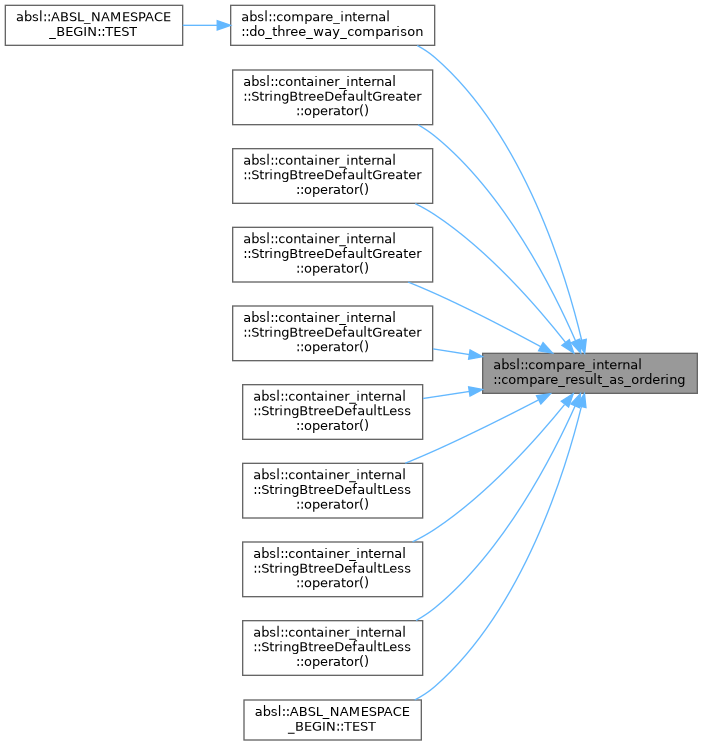 absl::ABSL_NAMESPACE
_BEGIN::TEST
absl::compare_internal
::do_three_way_comparison
absl::container_internal
::StringBtreeDefaultGreater
::operator()
absl::container_internal
::StringBtreeDefaultGreater
::operator()
absl::container_internal
::StringBtreeDefaultGreater
::operator()
absl::container_internal
::StringBtreeDefaultGreater
::operator()
absl::compare_internal
::compare_result_as_ordering
absl::container_internal
::StringBtreeDefaultLess
::operator()
absl::container_internal
::StringBtreeDefaultLess
::operator()
absl::container_internal
::StringBtreeDefaultLess
::operator()
absl::container_internal
::StringBtreeDefaultLess
::operator()
absl::ABSL_NAMESPACE
_BEGIN::TEST